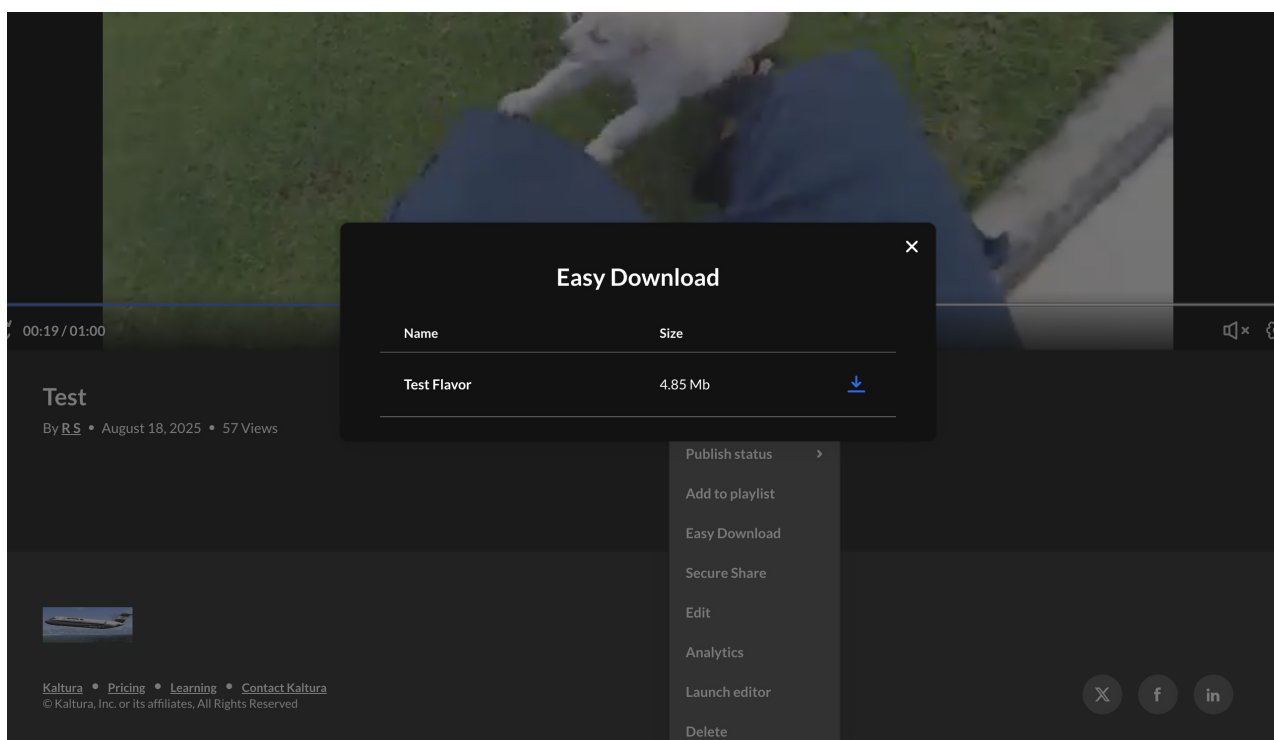 Easy Download
Name Size
Test Flavor 4.85 Mb
00:19 / 01:00
Test
By R S • August 18, 2025 • 57 Views
Publish status
Add to playlist
Easy Download
Secure Share
Edit
Analytics
Launch editor
Delete
Kaltura • Pricing • Learning • Contact Kaltura
© Kaltura, Inc. or its affiliates, All Rights Reserved
X f in